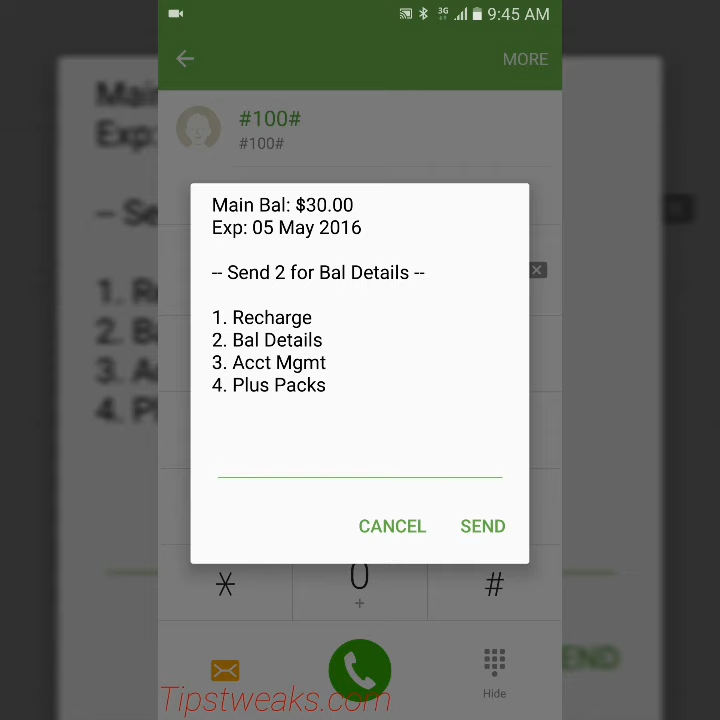 3G 9:45 AM
MORE
#100#
#100#
Main Bal: $30.00
Exp: 05 May 2016
-- Send 2 for Bal Details --
1. Recharge
2. Bal Details
3. Acct Mgmt
4. Plus Packs
CANCEL SEND
* 0 #
+
Hide
Tipstweaks.com